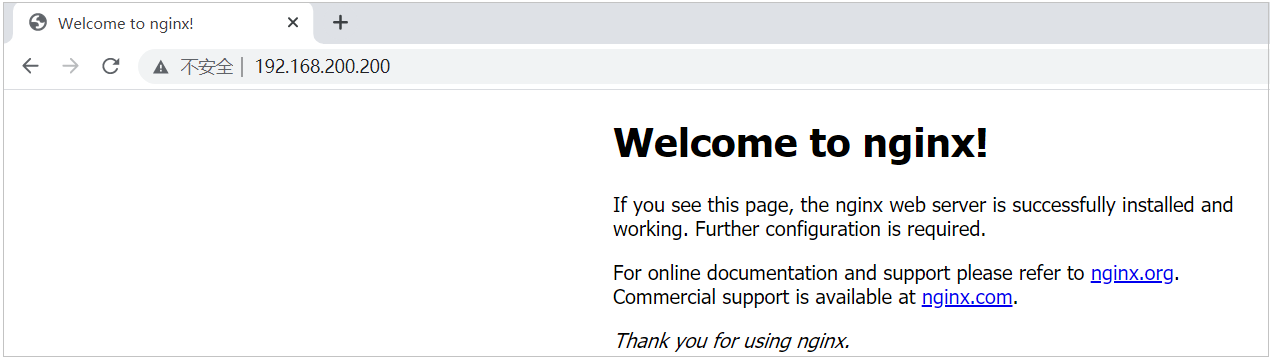 Welcome to nginx!
不安全 | 192.168.200.200
Welcome to nginx!
If you see this page, the nginx web server is successfully installed and
working. Further configuration is required.
For online documentation and support please refer to nginx.org.
Commercial support is available at nginx.com.
Thank you for using nginx.